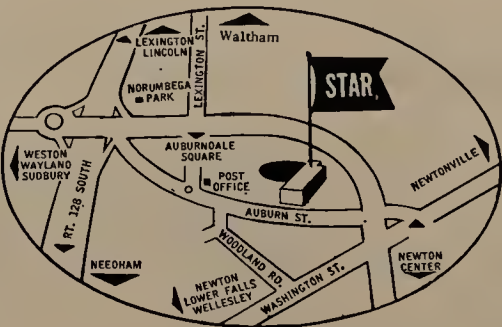 LEXINGTON
LINCOLN
LEXINGTON ST.
Waltham
NORUMBEGA
PARK
STAR
WESTON
WAYLAND
SUDBURY
RT. 128 SOUTH
AUBURNDALE
SQUARE
POST
OFFICE
NEWTONVILLE
AUBURN ST.
NEEDHAM
WOODLAND RD.
NEWTON
LOWER FALLS
WELLESLEY
WASHINGTON ST.
NEWTON
CENTER